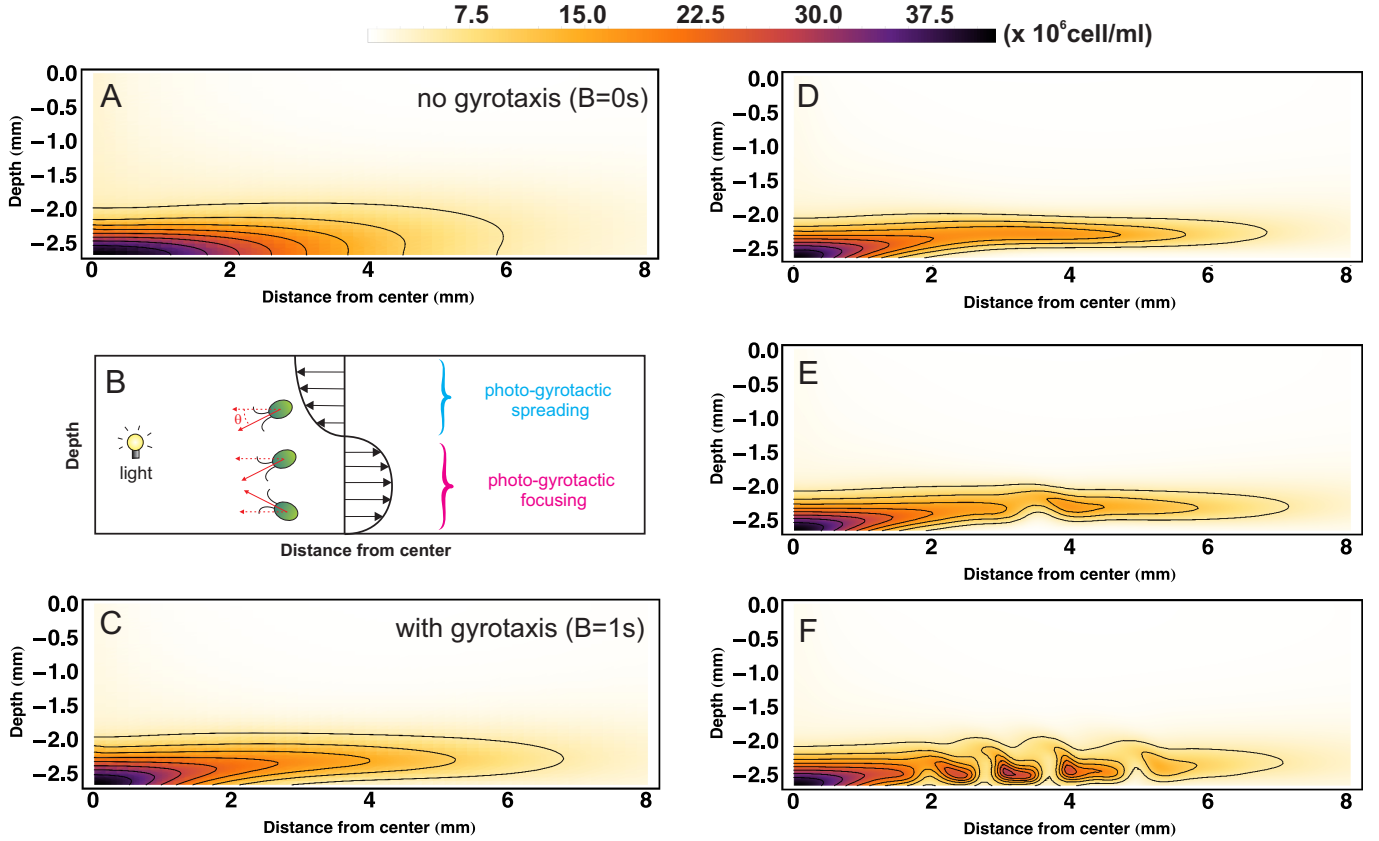 7.5 15.0 22.5 30.0 37.5 (x 10⁶cell/ml)
A
no gyrotaxis (B=0s)
Depth (mm)
0.0
−0.5
−1.0
−1.5
−2.0
−2.5
0 2 4 6 8
Distance from center (mm)
B
light
θ
photo-gyrotactic
spreading
photo-gyrotactic
focusing
Depth
Distance from center
C
with gyrotaxis (B=1s)
Depth (mm)
0.0
−0.5
−1.0
−1.5
−2.0
−2.5
0 2 4 6 8
Distance from center (mm)
D
Depth (mm)
0.0
−0.5
−1.0
−1.5
−2.0
−2.5
0 2 4 6 8
Distance from center (mm)
E
Depth (mm)
0.0
−0.5
−1.0
−1.5
−2.0
−2.5
0 2 4 6 8
Distance from center (mm)
F
Depth (mm)
0.0
−0.5
−1.0
−1.5
−2.0
−2.5
0 2 4 6 8
Distance from center (mm)